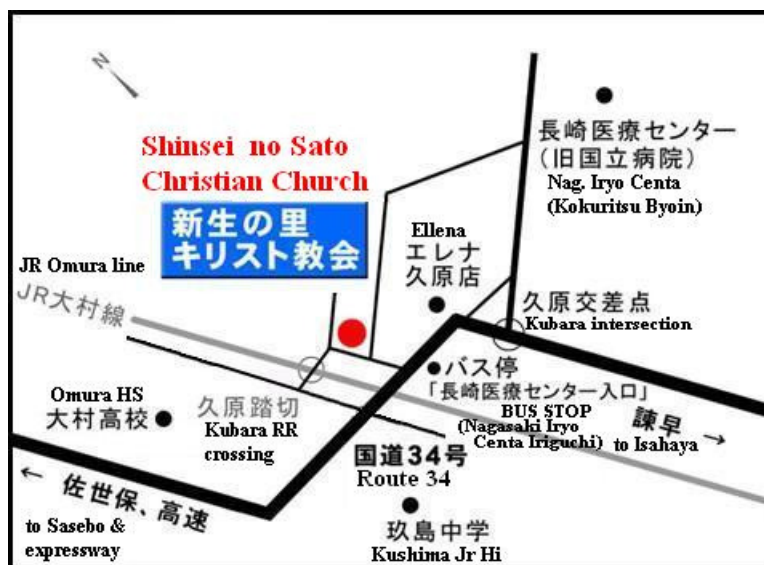 N
Shinsei no Sato
Christian Church
新生の里
キリスト教会
長崎医療センター
(旧国立病院)
Nag. Iryo Centa
(Kokuritsu Byoin)
Ellena
エレナ
久原店
JR Omura line
JR大村線
久原交差点
Kubara intersection
バス停
「長崎医療センター入口」
BUS STOP
(Nagasaki Iryo
Centa Iriguchi)
諫早 →
to Isahaya
Omura HS
大村高校
久原踏切
Kubara RR
crossing
国道34号
Route 34
← 佐世保、高速
to Sasebo &
expressway
玖島中学
Kushima Jr Hi